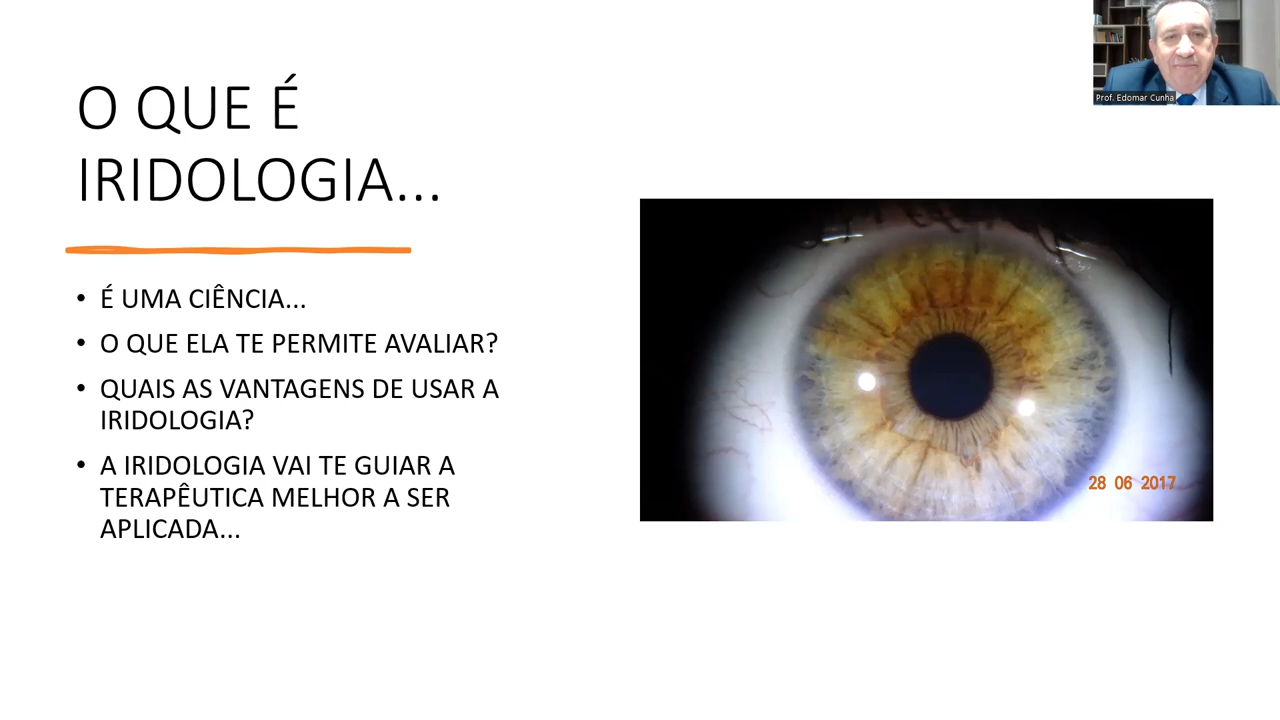 O QUE É
IRIDOLOGIA...
• É UMA CIÊNCIA...
• O QUE ELA TE PERMITE AVALIAR?
• QUAIS AS VANTAGENS DE USAR A
IRIDOLOGIA?
• A IRIDOLOGIA VAI TE GUIAR A
TERAPÊUTICA MELHOR A SER
APLICADA...
Prof. Edomar Cunha
28 06 2017